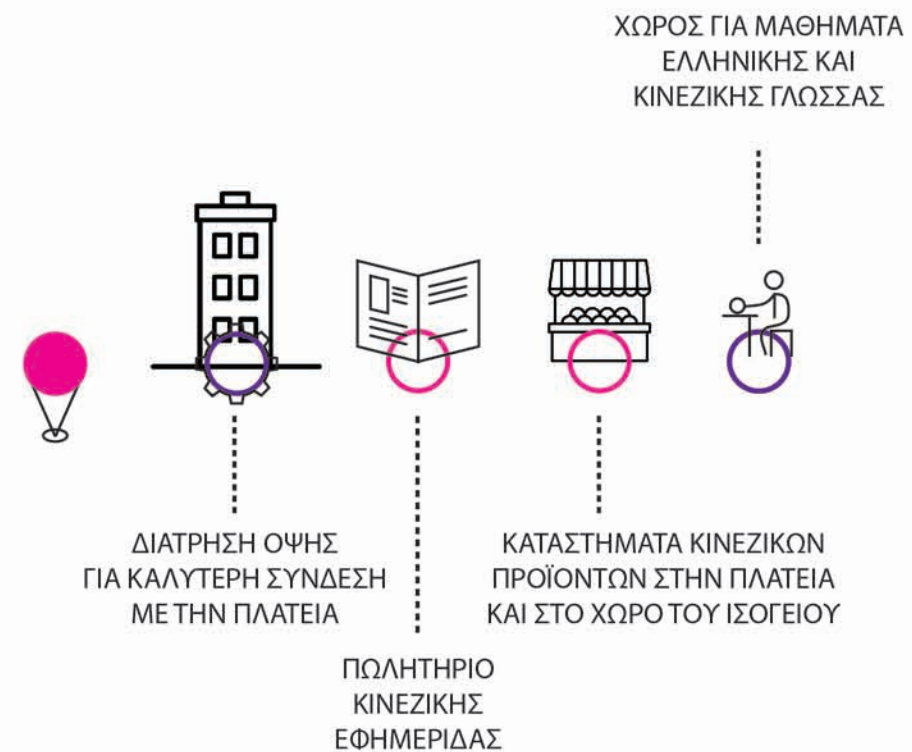 ΧΩΡΟΣ ΓΙΑ ΜΑΘΗΜΑΤΑ
ΕΛΛΗΝΙΚΗΣ ΚΑΙ
ΚΙΝΕΖΙΚΗΣ ΓΛΩΣΣΑΣ
ΔΙΑΤΡΗΣΗ ΟΨΗΣ
ΓΙΑ ΚΑΛΥΤΕΡΗ ΣΥΝΔΕΣΗ
ΜΕ ΤΗΝ ΠΛΑΤΕΙΑ
ΚΑΤΑΣΤΗΜΑΤΑ ΚΙΝΕΖΙΚΩΝ
ΠΡΟΪΟΝΤΩΝ ΣΤΗΝ ΠΛΑΤΕΙΑ
ΚΑΙ ΣΤΟ ΧΩΡΟ ΤΟΥ ΙΣΟΓΕΙΟΥ
ΠΩΛΗΤΗΡΙΟ
ΚΙΝΕΖΙΚΗΣ
ΕΦΗΜΕΡΙΔΑΣ